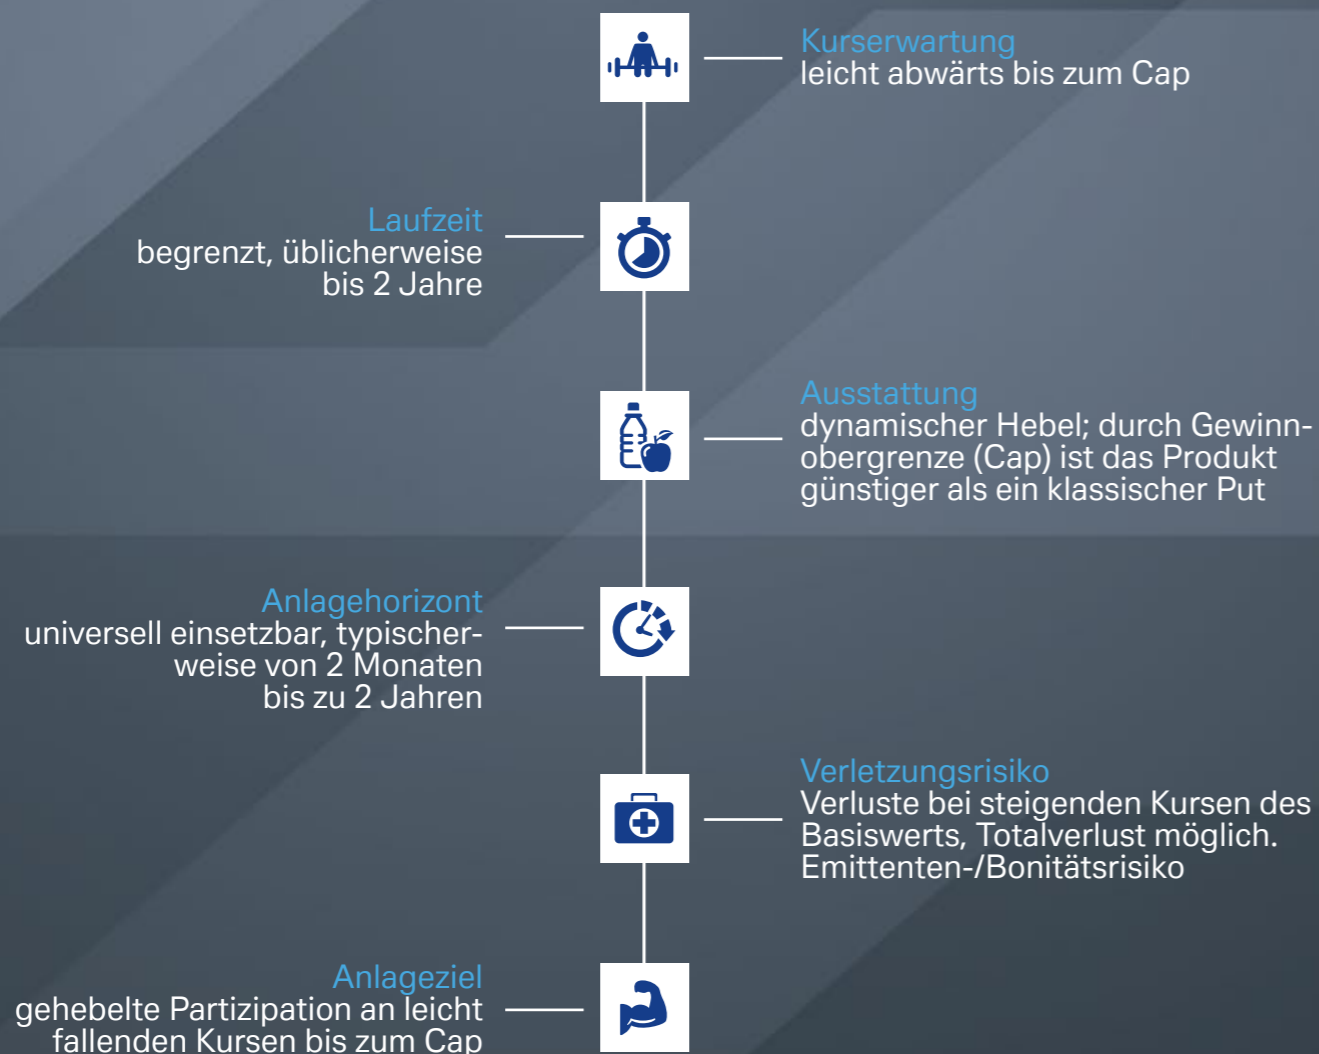 Kurserwartung
leicht abwärts bis zum Cap
Laufzeit
begrenzt, üblicherweise
bis 2 Jahre
Ausstattung
dynamischer Hebel; durch Gewinn-
obergrenze (Cap) ist das Produkt
günstiger als ein klassischer Put
Anlagehorizont
universell einsetzbar, typischer-
weise von 2 Monaten
bis zu 2 Jahren
Verletzungsrisiko
Verluste bei steigenden Kursen des
Basiswerts, Totalverlust möglich.
Emittenten-/Bonitätsrisiko
Anlageziel
gehebelte Partizipation an leicht
fallenden Kursen bis zum Cap